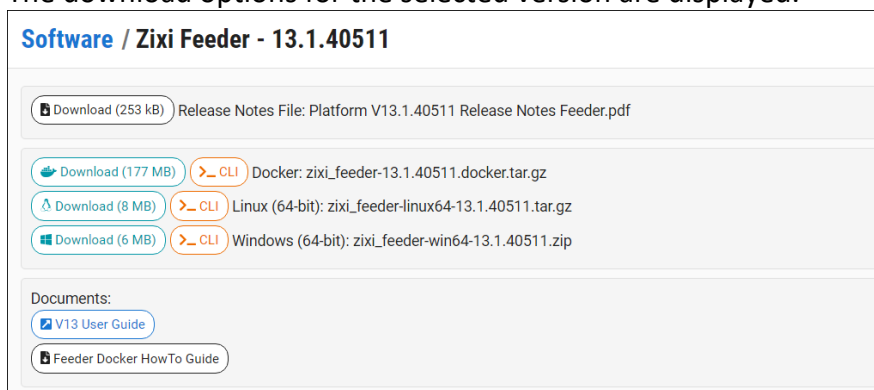 The download options for the selected version are displayed.
Software / Zixi Feeder - 13.1.40511
Download (253 kB) Release Notes File: Platform V13.1.40511 Release Notes Feeder.pdf
Download (177 MB) >_ CLI Docker: zixi_feeder-13.1.40511.docker.tar.gz
Download (8 MB) >_ CLI Linux (64-bit): zixi_feeder-linux64-13.1.40511.tar.gz
Download (6 MB) >_ CLI Windows (64-bit): zixi_feeder-win64-13.1.40511.zip
Documents:
V13 User Guide
Feeder Docker HowTo Guide